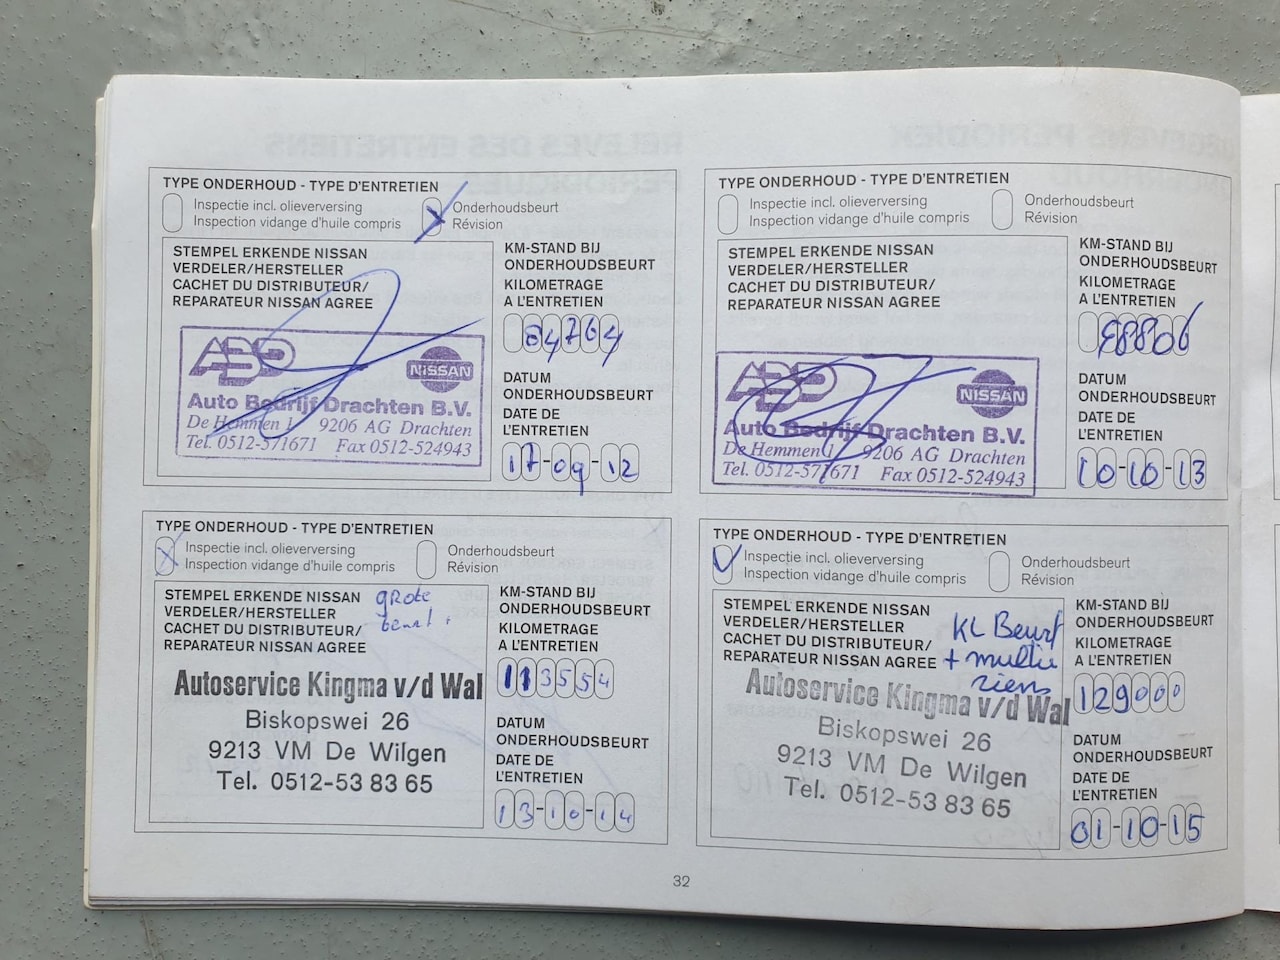 TYPE ONDERHOUD - TYPE D'ENTRETIEN
Inspectie incl. olieverversing
Inspection vidange d'huile compris
Onderhoudsbeurt
Révision
STEMPEL ERKENDE NISSAN
VERDELER/HERSTELLER
CACHET DU DISTRIBUTEUR/
REPARATEUR NISSAN AGREE
ABD
NISSAN
Auto Bedrijf Drachten B.V.
De Hemmen 1 9206 AG Drachten
Tel. 0512-571671 Fax 0512-524943
KM-STAND BIJ
ONDERHOUDSBEURT
KILOMETRAGE
A L'ENTRETIEN
84764
DATUM
ONDERHOUDSBEURT
DATE DE
L'ENTRETIEN
17-09-12
TYPE ONDERHOUD - TYPE D'ENTRETIEN
Inspectie incl. olieverversing
Inspection vidange d'huile compris
Onderhoudsbeurt
Révision
STEMPEL ERKENDE NISSAN
VERDELER/HERSTELLER
CACHET DU DISTRIBUTEUR/
REPARATEUR NISSAN AGREE
ABD
NISSAN
Auto Bedrijf Drachten B.V.
De Hemmen 1 9206 AG Drachten
Tel. 0512-571671 Fax 0512-524943
KM-STAND BIJ
ONDERHOUDSBEURT
KILOMETRAGE
A L'ENTRETIEN
98806
DATUM
ONDERHOUDSBEURT
DATE DE
L'ENTRETIEN
10-10-13
TYPE ONDERHOUD - TYPE D'ENTRETIEN
Inspectie incl. olieverversing
Inspection vidange d'huile compris
Onderhoudsbeurt
Révision
STEMPEL ERKENDE NISSAN
VERDELER/HERSTELLER
CACHET DU DISTRIBUTEUR/
REPARATEUR NISSAN AGREE
grote
beurt.
Autoservice Kingma v/d Wal
Biskopswei 26
9213 VM De Wilgen
Tel. 0512-53 83 65
KM-STAND BIJ
ONDERHOUDSBEURT
KILOMETRAGE
A L'ENTRETIEN
113554
DATUM
ONDERHOUDSBEURT
DATE DE
L'ENTRETIEN
13-10-14
TYPE ONDERHOUD - TYPE D'ENTRETIEN
Inspectie incl. olieverversing
Inspection vidange d'huile compris
Onderhoudsbeurt
Révision
STEMPEL ERKENDE NISSAN
VERDELER/HERSTELLER
CACHET DU DISTRIBUTEUR/
REPARATEUR NISSAN AGREE
KL Beurt
+ multie
riem
Autoservice Kingma v/d Wal
Biskopswei 26
9213 VM De Wilgen
Tel. 0512-53 83 65
KM-STAND BIJ
ONDERHOUDSBEURT
KILOMETRAGE
A L'ENTRETIEN
129000
DATUM
ONDERHOUDSBEURT
DATE DE
L'ENTRETIEN
01-10-15
32